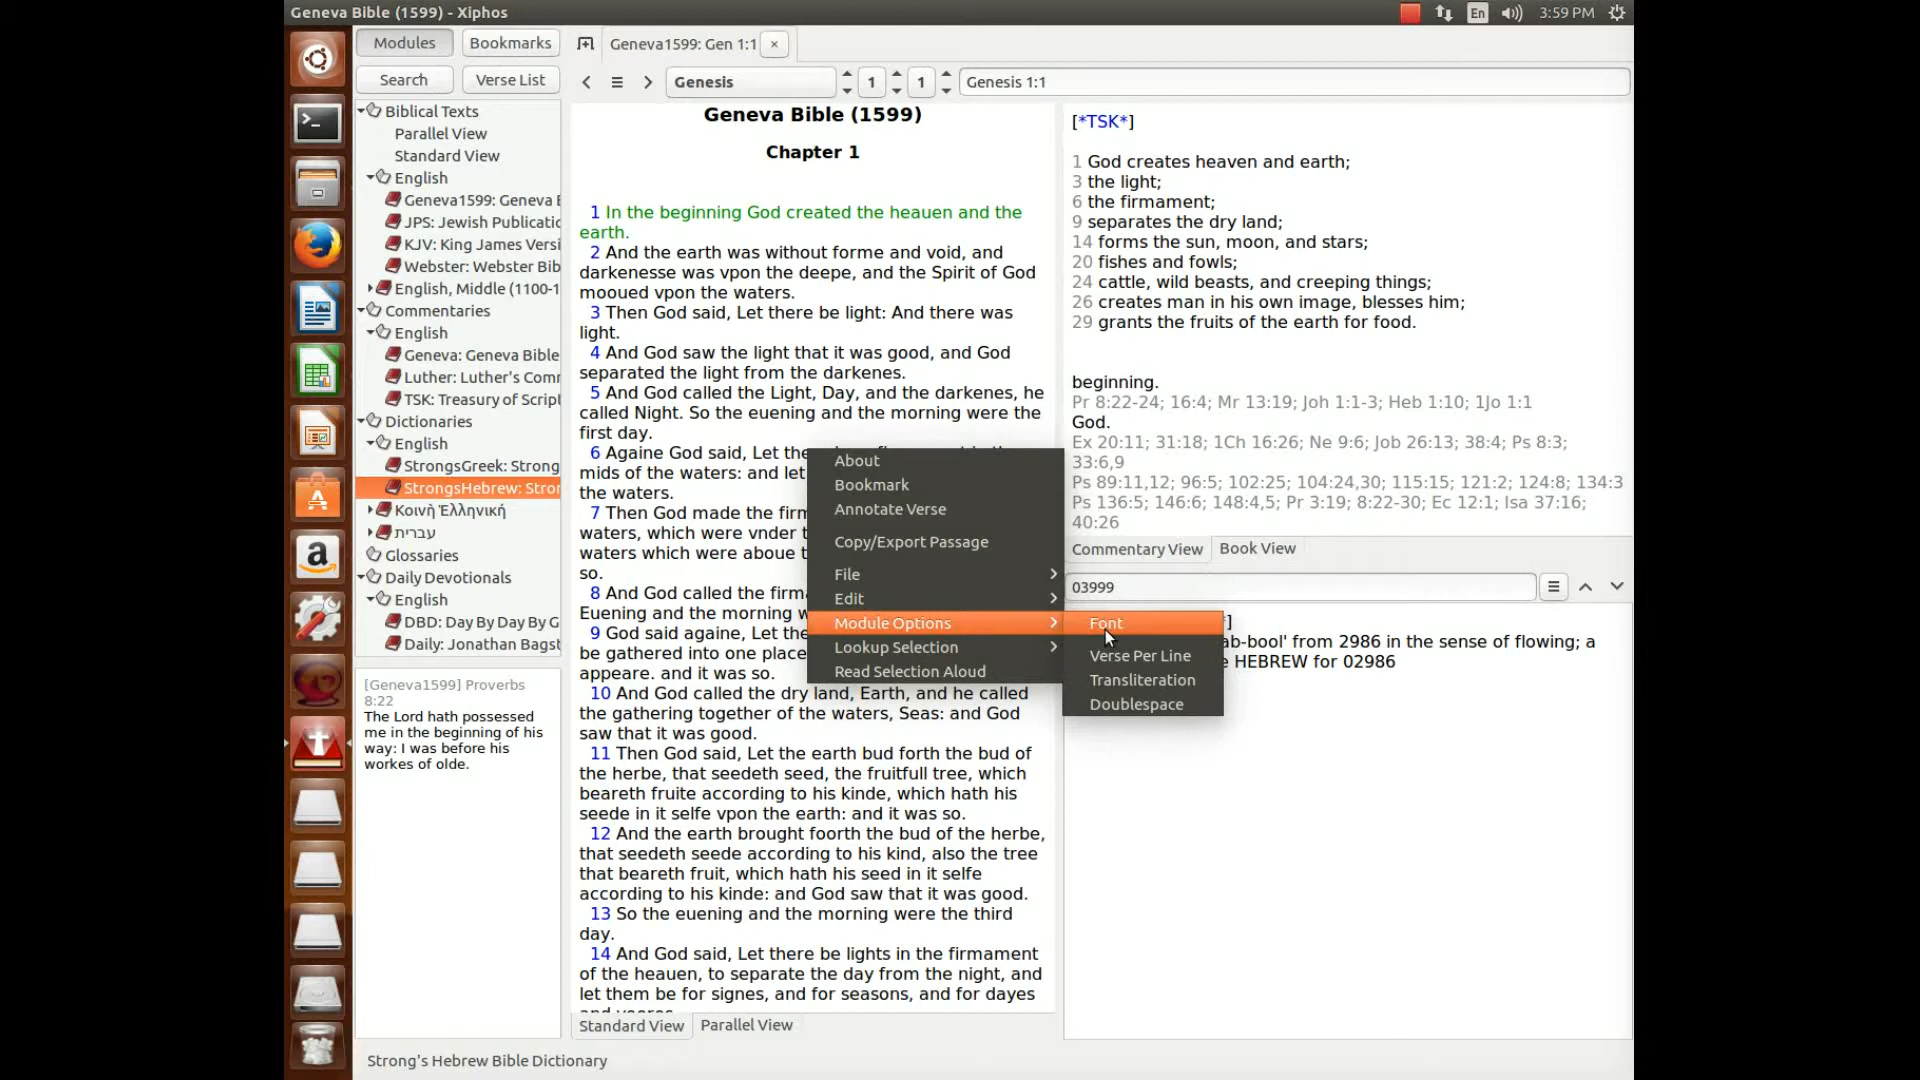 Geneva Bible (1599) - Xiphos
En
3:59 PM
Modules
Bookmarks
Search
Verse List
Biblical Texts
Parallel View
Standard View
English
Geneva1599: Geneva B
JPS: Jewish Publicatio
KJV: King James Versi
Webster: Webster Bib
English, Middle (1100-1
Commentaries
English
Geneva: Geneva Bible
Luther: Luther's Comm
TSK: Treasury of Script
Dictionaries
English
StrongsGreek: Strong
StrongsHebrew: Stron
Κοινὴ Ἑλληνική
עברית
Glossaries
Daily Devotionals
English
DBD: Day By Day By G
Daily: Jonathan Bagst
[Geneva1599] Proverbs
8:22
The Lord hath possessed
me in the beginning of his
way: I was before his
workes of olde.
Strong's Hebrew Bible Dictionary
Geneva1599: Gen 1:1
Genesis
1
1
Genesis 1:1
Geneva Bible (1599)
Chapter 1
1 In the beginning God created the heauen and the
earth.
2 And the earth was without forme and void, and
darkenesse was vpon the deepe, and the Spirit of God
mooued vpon the waters.
3 Then God said, Let there be light: And there was
light.
4 And God saw the light that it was good, and God
separated the light from the darkenes.
5 And God called the Light, Day, and the darkenes, he
called Night. So the euening and the morning were the
first day.
6 Againe God said, Let the
mids of the waters: and let
the waters.
7 Then God made the firm
waters, which were vnder t
waters which were aboue t
so.
8 And God called the firma
Euening and the morning w
9 God said againe, Let the
be gathered into one place
appeare. and it was so.
10 And God called the dry land, Earth, and he called
the gathering together of the waters, Seas: and God
saw that it was good.
11 Then God said, Let the earth bud forth the bud of
the herbe, that seedeth seed, the fruitfull tree, which
beareth fruite according to his kinde, which hath his
seede in it selfe vpon the earth: and it was so.
12 And the earth brought foorth the bud of the herbe,
that seedeth seede according to his kind, also the tree
that beareth fruit, which hath his seed in it selfe
according to his kinde: and God saw that it was good.
13 So the euening and the morning were the third
day.
14 And God said, Let there be lights in the firmament
of the heauen, to separate the day from the night, and
let them be for signes, and for seasons, and for dayes
Standard View
Parallel View
About
Bookmark
Annotate Verse
Copy/Export Passage
File
Edit
Module Options
Lookup Selection
Read Selection Aloud
Font
Verse Per Line
Transliteration
Doublespace
[*TSK*]
1 God creates heaven and earth;
3 the light;
6 the firmament;
9 separates the dry land;
14 forms the sun, moon, and stars;
20 fishes and fowls;
24 cattle, wild beasts, and creeping things;
26 creates man in his own image, blesses him;
29 grants the fruits of the earth for food.
beginning.
Pr 8:22-24; 16:4; Mr 13:19; Joh 1:1-3; Heb 1:10; 1Jo 1:1
God.
Ex 20:11; 31:18; 1Ch 16:26; Ne 9:6; Job 26:13; 38:4; Ps 8:3;
33:6,9
Ps 89:11,12; 96:5; 102:25; 104:24,30; 115:15; 121:2; 124:8; 134:3
Ps 136:5; 146:6; 148:4,5; Pr 3:19; 8:22-30; Ec 12:1; Isa 37:16;
40:26
Commentary View
Book View
03999
]
ab-bool' from 2986 in the sense of flowing; a
HEBREW for 02986